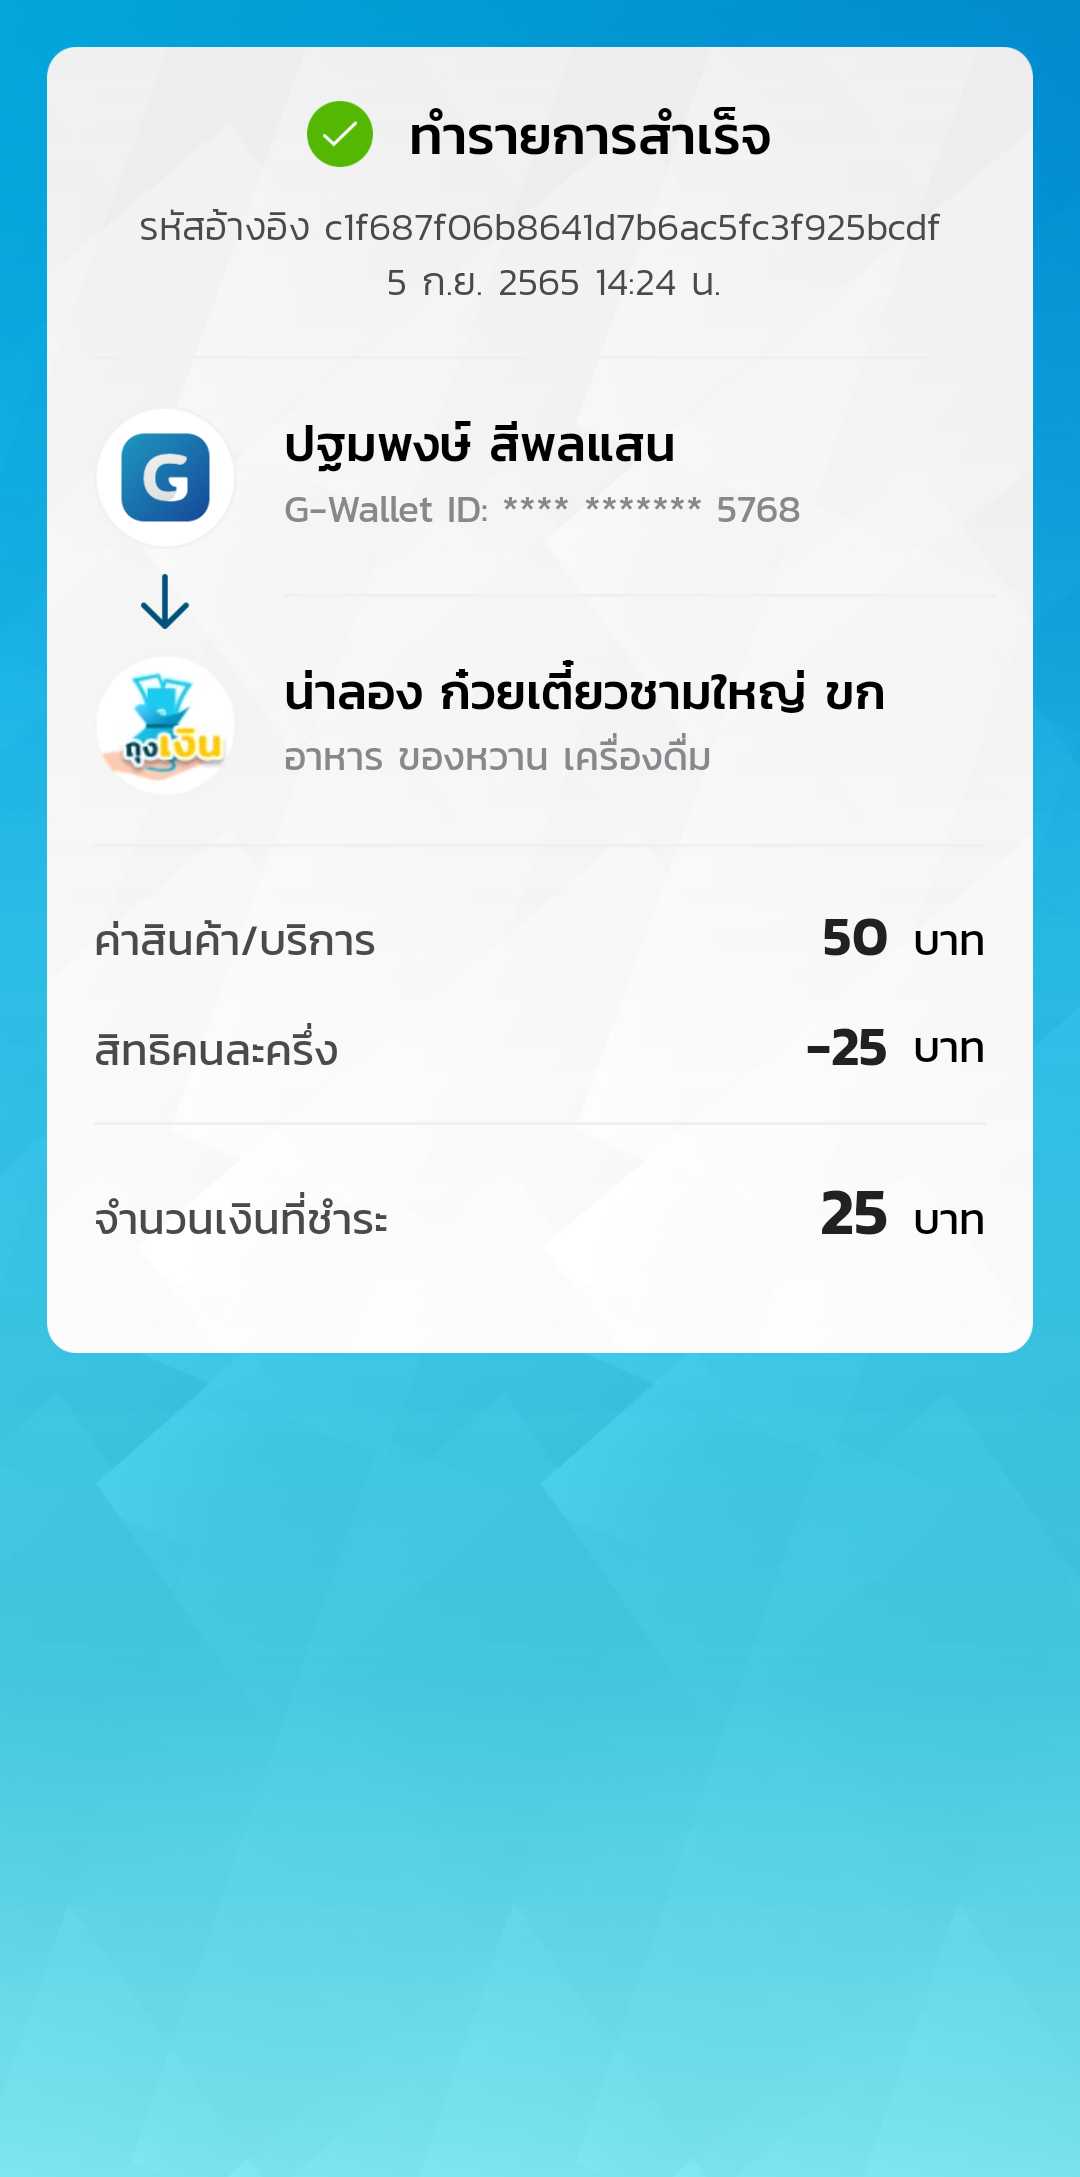 ทำรายการสำเร็จ
รหัสอ้างอิง c1f687f06b8641d7b6ac5fc3f925bcdf
5 ก.ย. 2565 14:24 น.
G
ปฐมพงษ์ สีพลแสน
G-Wallet ID: **** ******* 5768
น่าลอง ก๋วยเตี๋ยวชามใหญ่ ขก
ถุงเงิน
อาหาร ของหวาน เครื่องดื่ม
ค่าสินค้า/บริการ 50 บาท
สิทธิคนละครึ่ง -25 บาท
จำนวนเงินที่ชำระ 25 บาท